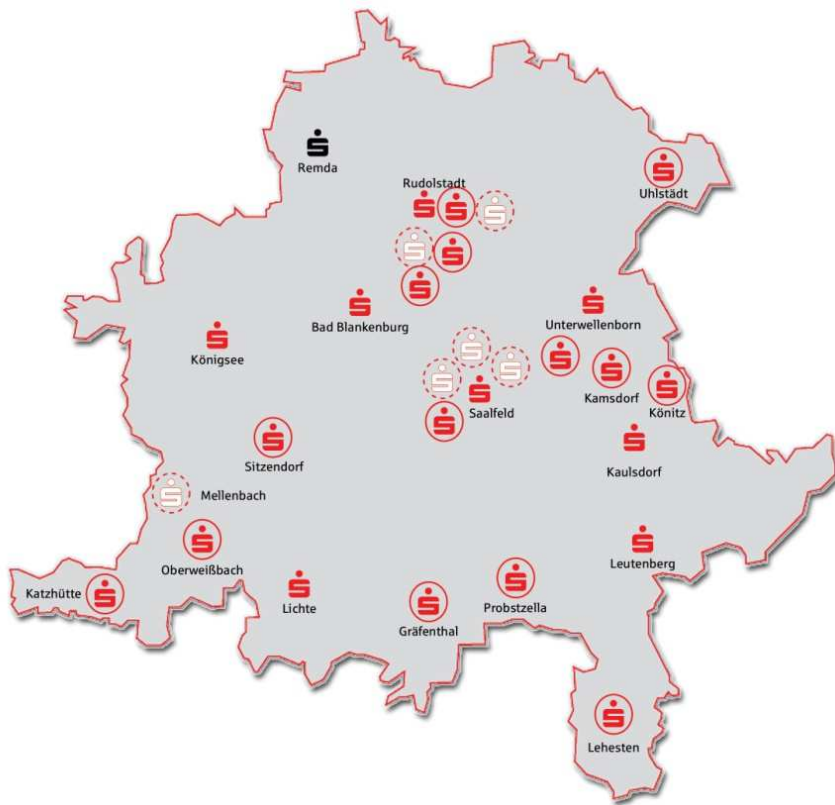 Remda
Rudolstadt
Uhlstädt
Bad Blankenburg
Unterwellenborn
Königsee
Kamsdorf
Könitz
Saalfeld
Sitzendorf
Kaulsdorf
Mellenbach
Oberweißbach
Leutenberg
Katzhütte
Lichte
Gräfenthal
Probstzella
Lehesten